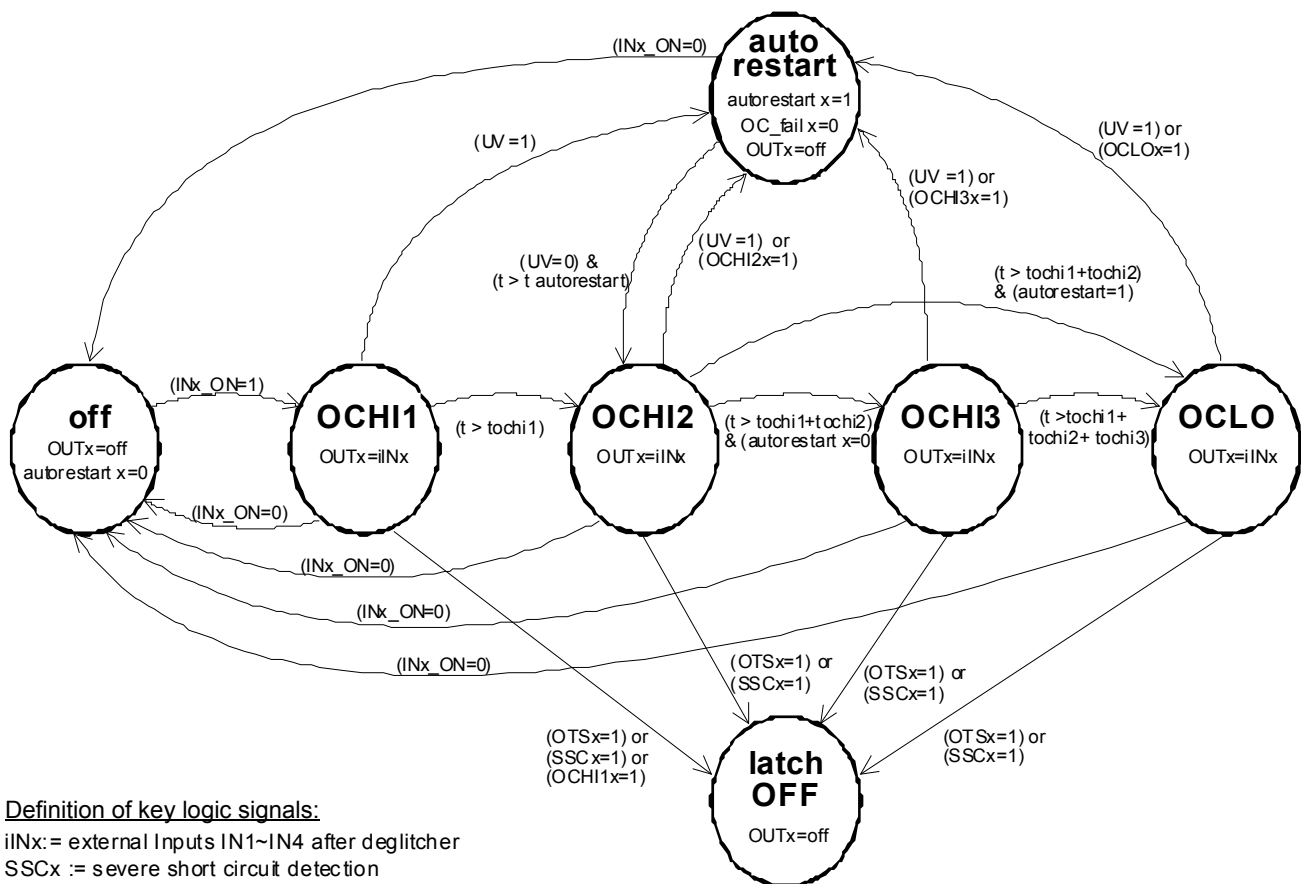 auto
restart
autorestart x=1
OC_fail x=0
OUTx=off
(INx_ON=0)
(UV=1)
(UV=1) or
(OCLOx=1)
(UV=1) or
(OCHI3x=1)
(UV=1) or
(OCHI2x=1)
(UV=0) &
(t > t autorestart)
(t > tochi1+tochi2)
& (autorestart=1)
off
OUTx=off
autorestart x=0
(INx_ON=1)
OCHI1
OUTx=iINx
(t > tochi1)
OCHI2
OUTx=iINx
(t > tochi1+tochi2)
& (autorestart x=0)
OCHI3
OUTx=iINx
(t >tochi1+
tochi2+ tochi3)
OCLO
OUTx=iINx
(INx_ON=0)
(INx_ON=0)
(INx_ON=0)
(INx_ON=0)
(OTSx=1) or
(SSCx=1)
(OTSx=1) or
(SSCx=1)
(OTSx=1) or
(SSCx=1) or
(OCHI1x=1)
(OTSx=1) or
(SSCx=1)
latch
OFF
OUTx=off
Definition of key logic signals:
iINx:= external Inputs IN1~IN4 after deglitcher
SSCx := severe short circuit detection